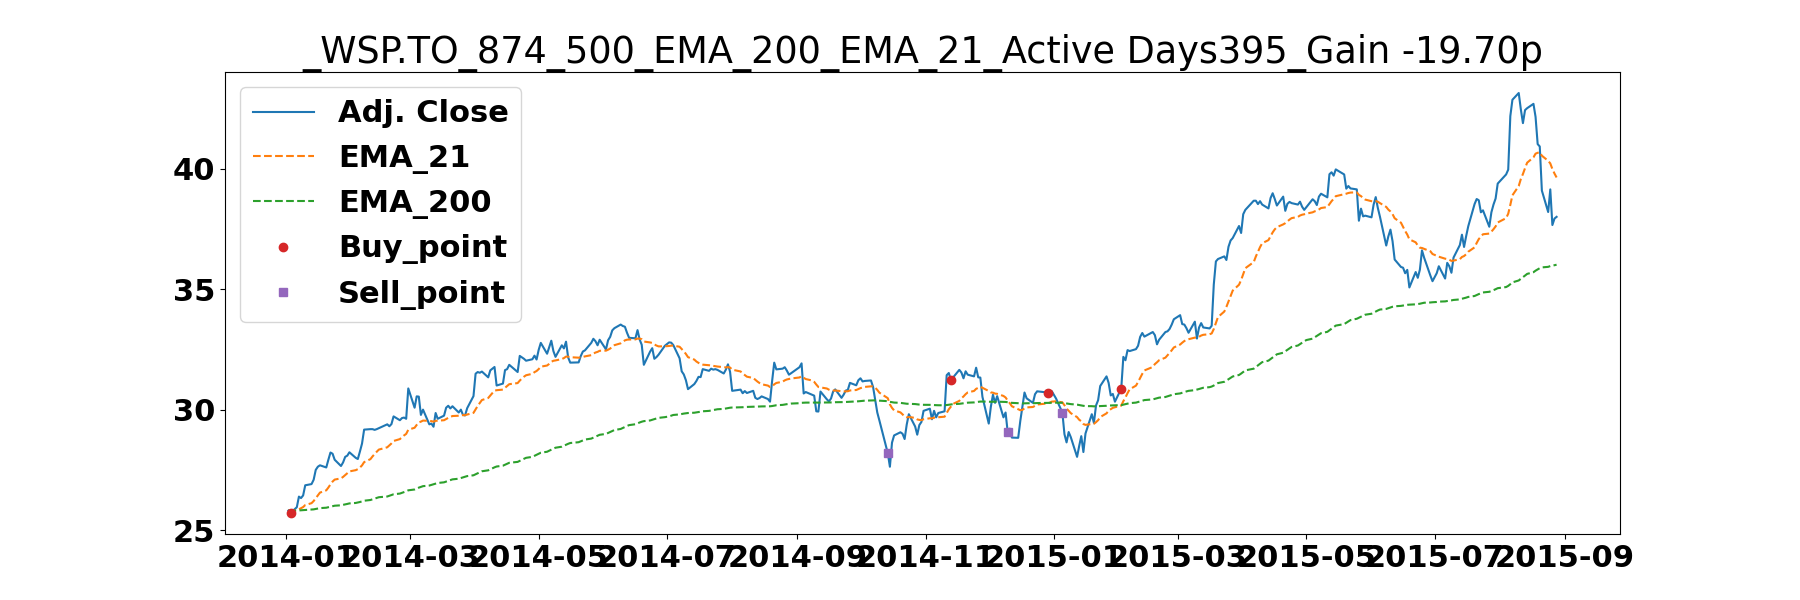 _WSP.TO_874_500_EMA_200_EMA_21_Active Days395_Gain -19.70p
Adj. Close
EMA_21
EMA_200
Buy_point
Sell_point
40
35
30
25
2014-01 2014-03 2014-05 2014-07 2014-09 2014-11 2015-01 2015-03 2015-05 2015-07 2015-09